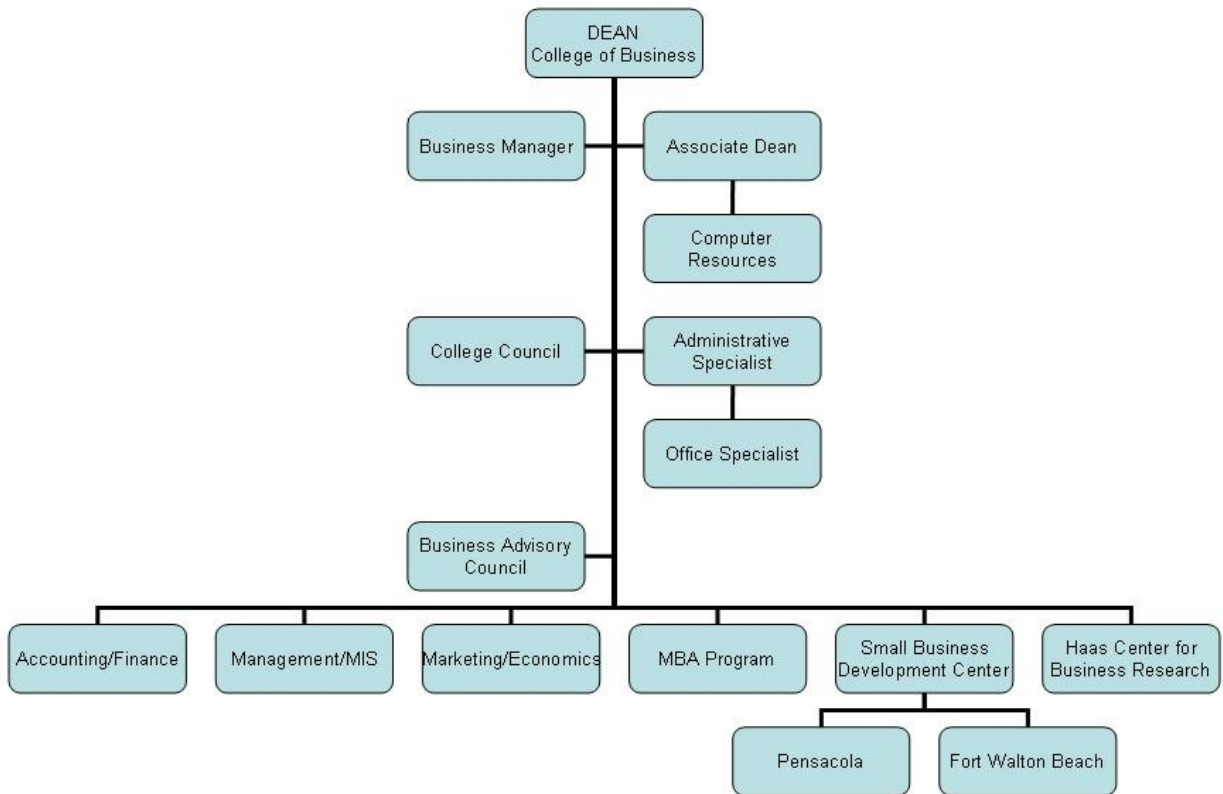 DEAN
College of Business
Business Manager
Associate Dean
Computer
Resources
College Council
Administrative
Specialist
Office Specialist
Business Advisory
Council
Accounting/Finance
Management/MIS
Marketing/Economics
MBA Program
Small Business
Development Center
Haas Center for
Business Research
Pensacola
Fort Walton Beach